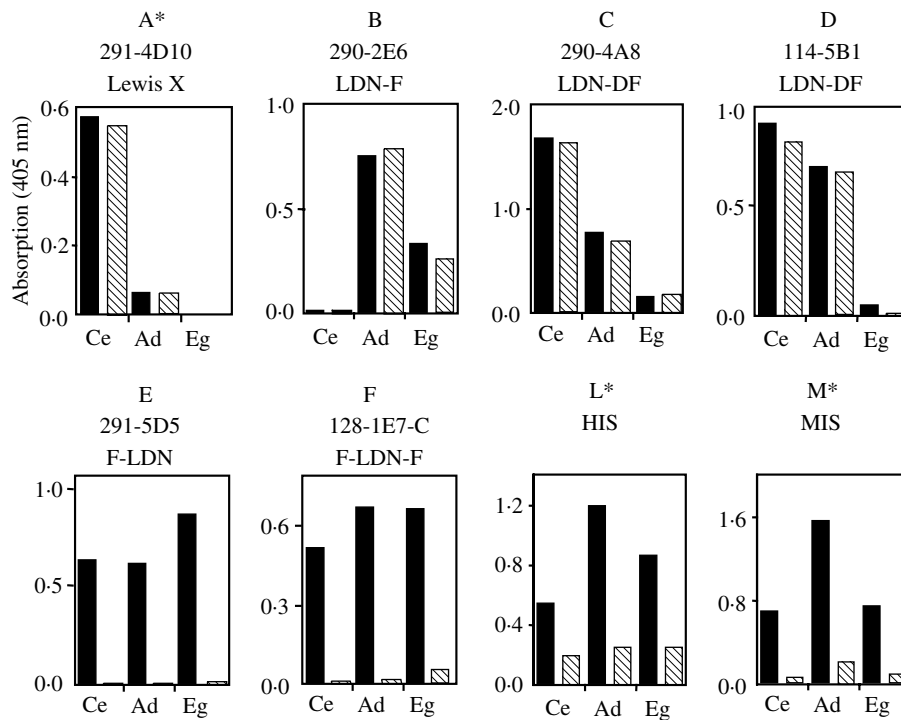 A*
291-4D10
Lewis X
B
290-2E6
LDN-F
C
290-4A8
LDN-DF
D
114-5B1
LDN-DF
Absorption (405 nm)
0·6
0·4
0·2
0·0
Ce Ad Eg
1·0
0·5
0·0
Ce Ad Eg
2·0
1·0
0·0
Ce Ad Eg
1·0
0·5
0·0
Ce Ad Eg
E
291-5D5
F-LDN
F
128-1E7-C
F-LDN-F
L*
HIS
M*
MIS
1·0
0·5
0·0
Ce Ad Eg
0·6
0·3
0·0
Ce Ad Eg
1·2
0·8
0·4
0·0
Ce Ad Eg
1·6
0·8
0·0
Ce Ad Eg